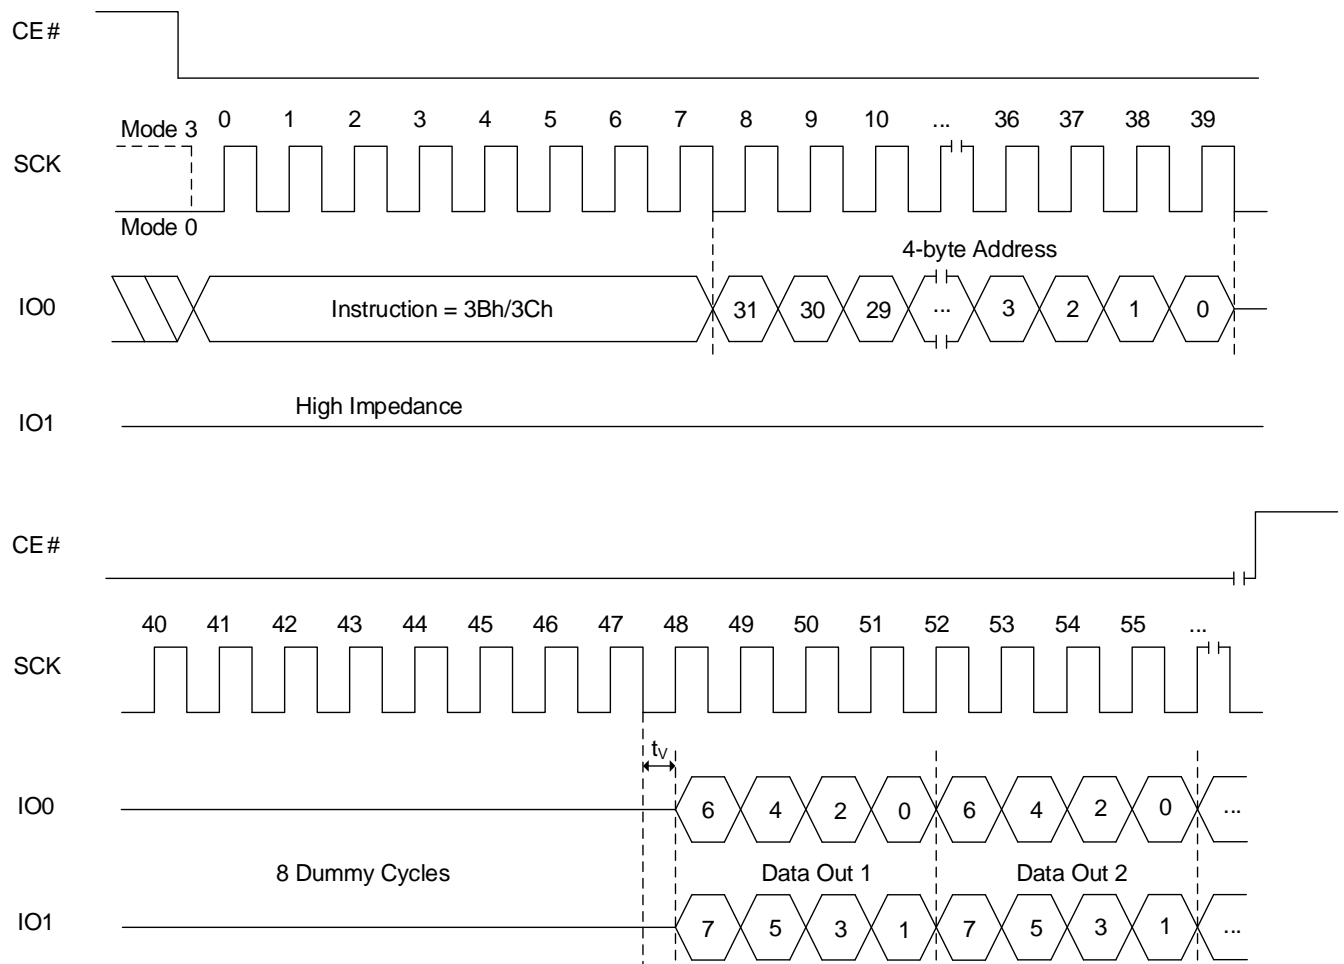 CE#
Mode 3 0 1 2 3 4 5 6 7 8 9 10 ... 36 37 38 39
SCK
Mode 0
4-byte Address
IO0 Instruction = 3Bh/3Ch 31 30 29 ... 3 2 1 0
High Impedance
IO1
CE#
40 41 42 43 44 45 46 47 48 49 50 51 52 53 54 55 ...
SCK
tV
IO0 6 4 2 0 6 4 2 0 ...
8 Dummy Cycles Data Out 1 Data Out 2
IO1 7 5 3 1 7 5 3 1 ...